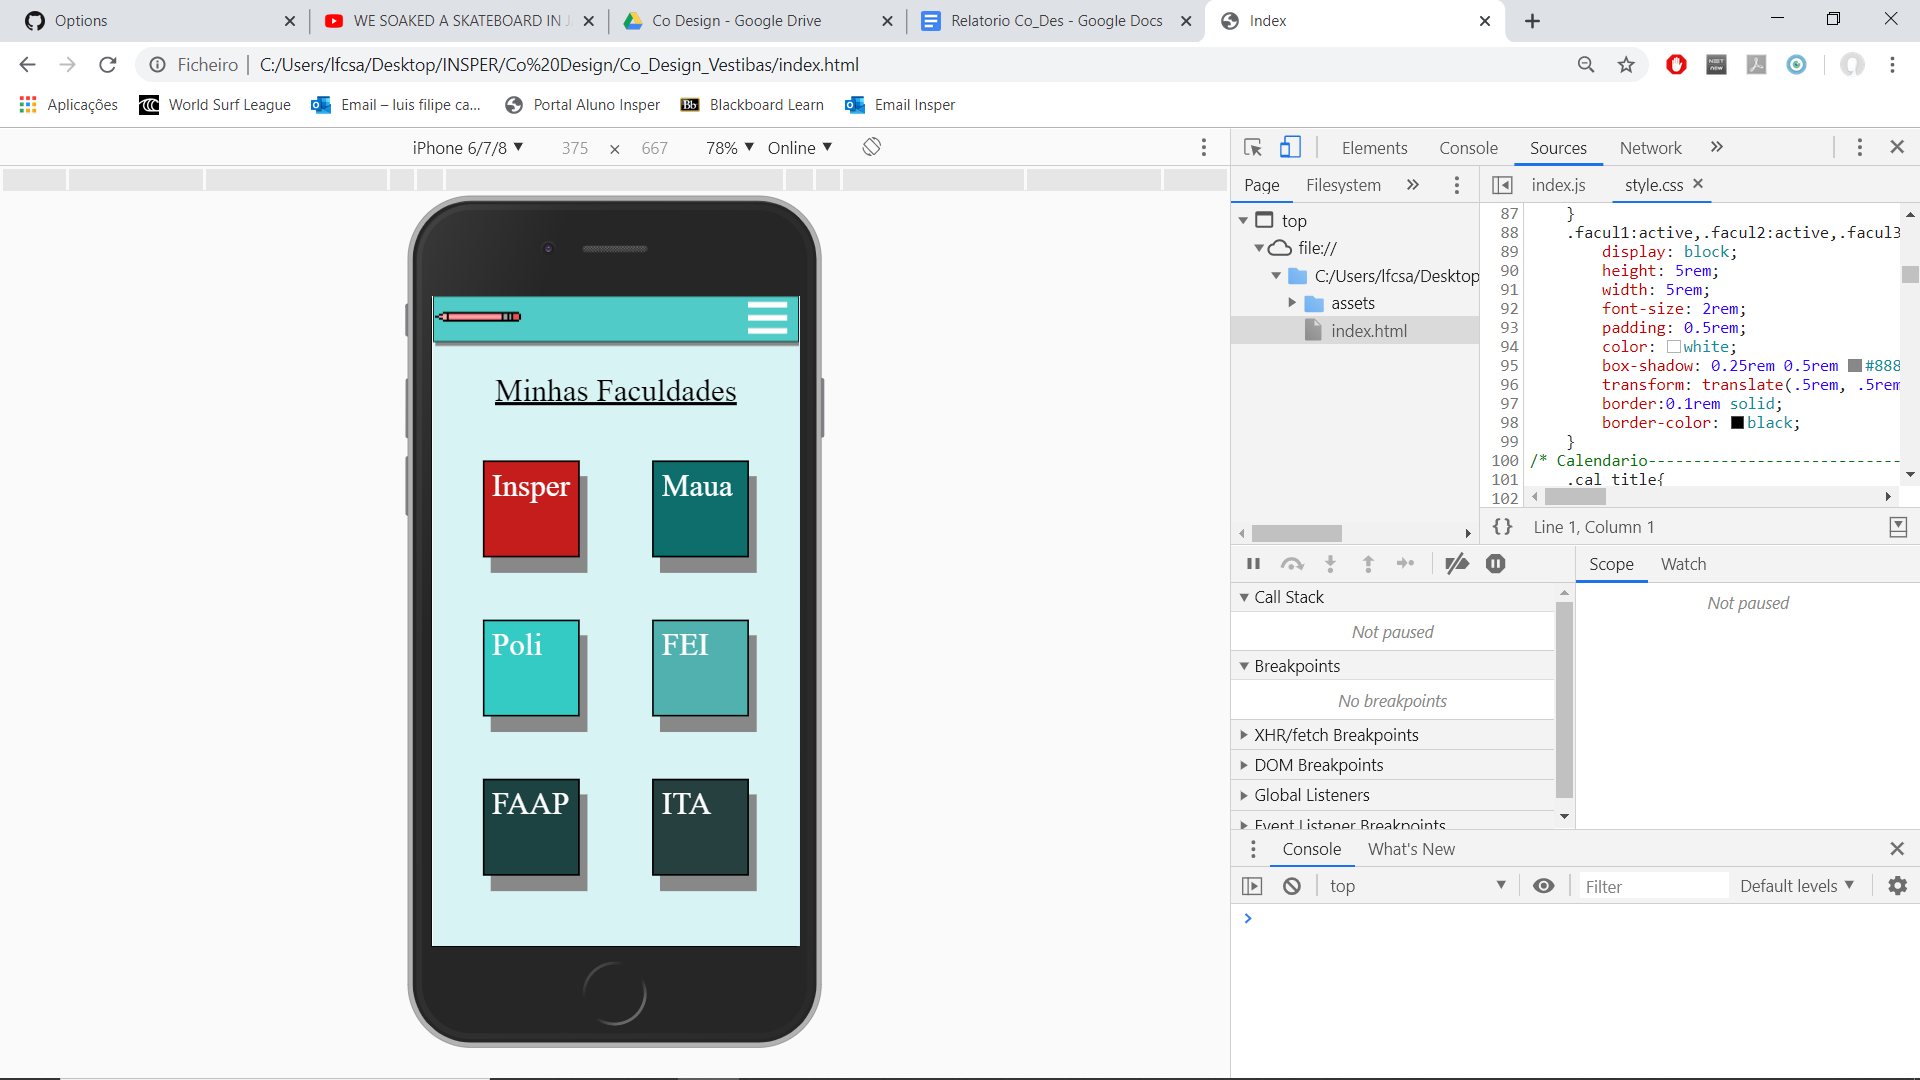 Options
WE SOAKED A SKATEBOARD IN
Co Design - Google Drive
Relatorio Co_Des - Google Docs
Index
Ficheiro
C:/Users/lfcsa/Desktop/INSPER/Co%20Design/Co_Design_Vestibas/index.html
Aplicações
World Surf League
Email – luis filipe ca...
Portal Aluno Insper
Bb
Blackboard Learn
Email Insper
iPhone 6/7/8
375 × 667
78%
Online
Elements
Console
Sources
Network
Page
Filesystem
index.js
style.css
top
file://
C:/Users/lfcsa/Desktop
assets
index.html
87 }
88 .facul1:active,.facul2:active,.facul3
89 display: block;
90 height: 5rem;
91 width: 5rem;
92 font-size: 2rem;
93 padding: 0.5rem;
94 color: white;
95 box-shadow: 0.25rem 0.5rem #888
96 transform: translate(.5rem, .5rem
97 border:0.1rem solid;
98 border-color: black;
99 }
100 /* Calendario----------------------------
101 .cal_title{
102
{} Line 1, Column 1
Minhas Faculdades
Insper
Maua
Poli
FEI
FAAP
ITA
Scope
Watch
Not paused
Call Stack
Not paused
Breakpoints
No breakpoints
XHR/fetch Breakpoints
DOM Breakpoints
Global Listeners
Event Listener Breakpoints
Console
What's New
top
Filter
Default levels